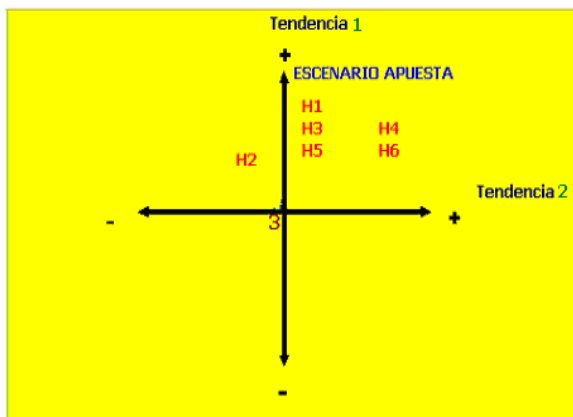 Tendencia 1
+
ESCENARIO APUESTA
H1
H3 H4
H5 H6
H2
Tendencia 2
- +
3
-